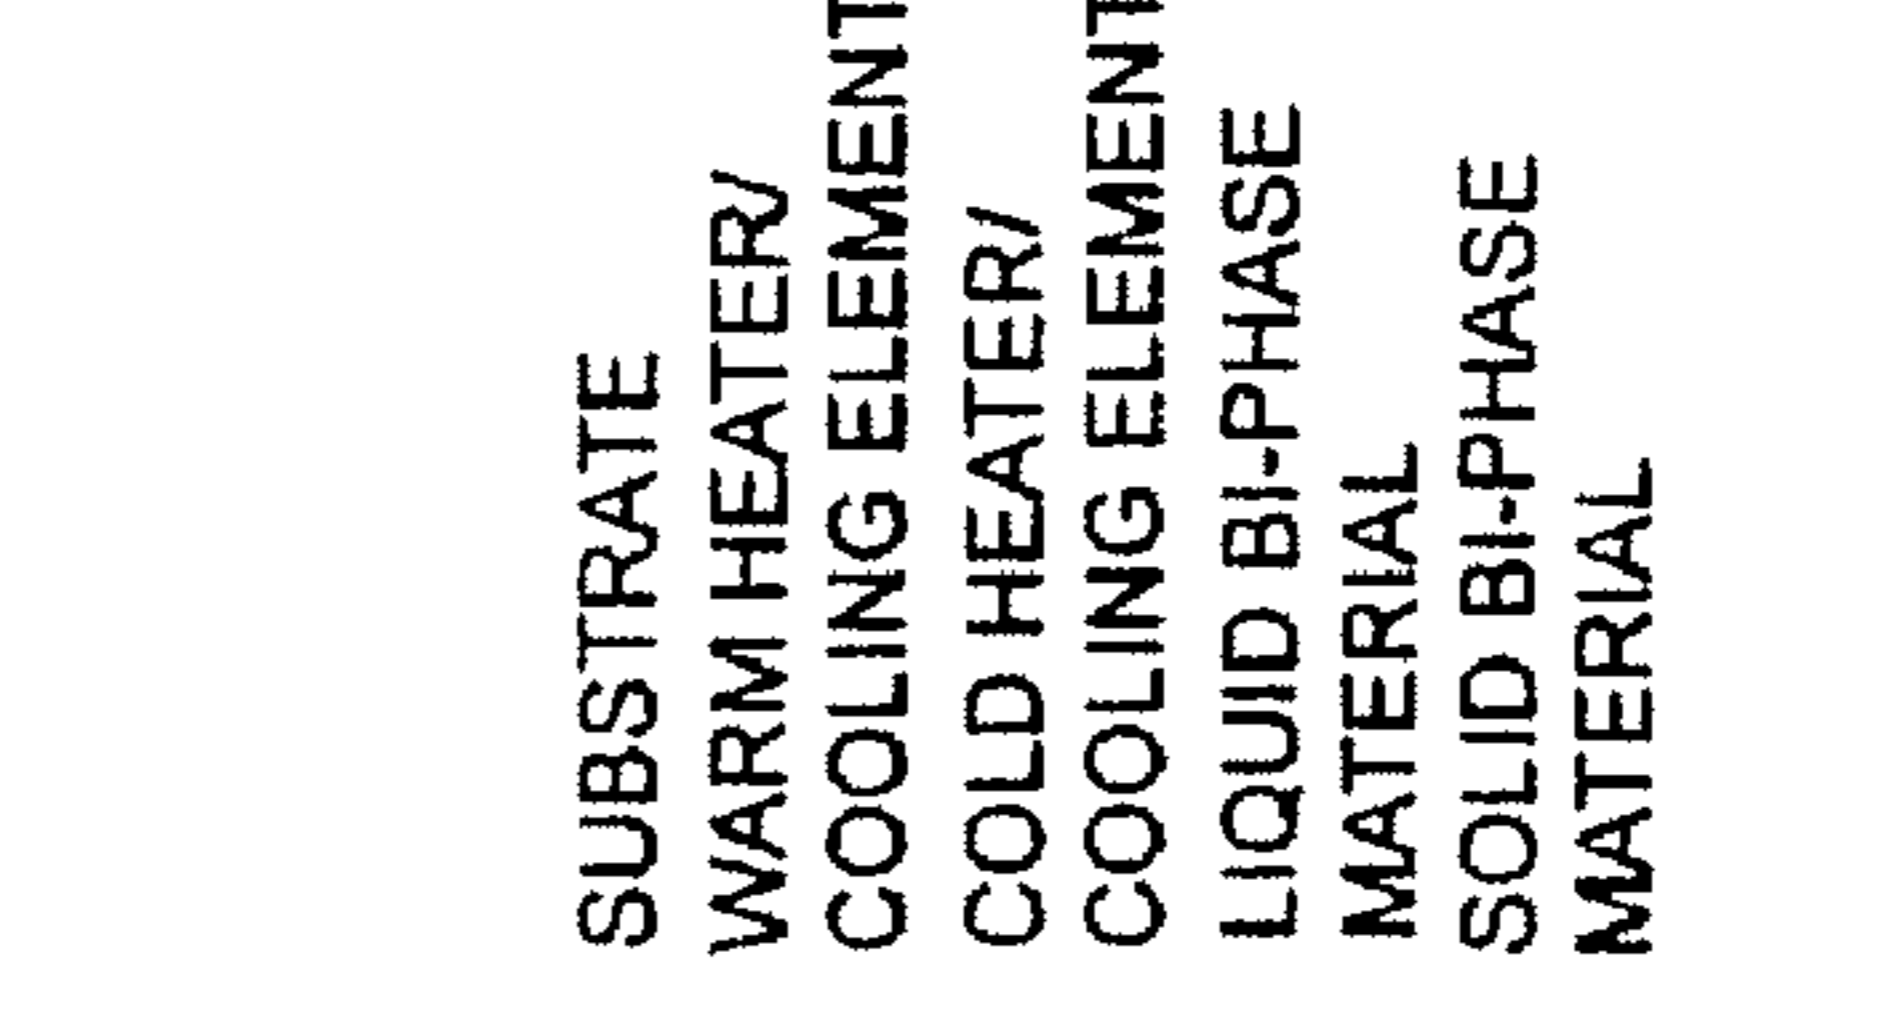 SUBSTRATE
WARM HEATER/
COOLING ELEMENT
COLD HEATER/
COOLING ELEMENT
LIQUID BI-PHASE
MATERIAL
SOLID BI-PHASE
MATERIAL